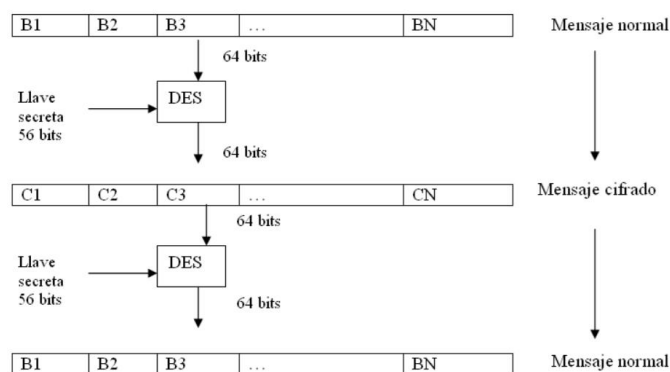 B1 B2 B3 ... BN Mensaje normal
64 bits
Llave
secreta
56 bits
DES
64 bits
C1 C2 C3 ... CN Mensaje cifrado
64 bits
Llave
secreta
56 bits
DES
64 bits
B1 B2 B3 ... BN Mensaje normal